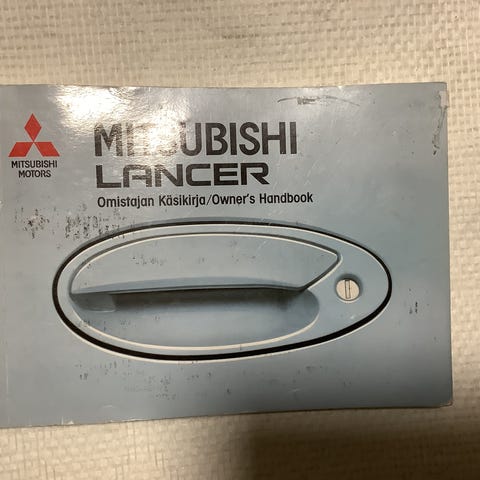 MITSUBISHI
LANCER
MITSUBISHI
MOTORS
Omistajan Käsikirja/Owner's Handbook